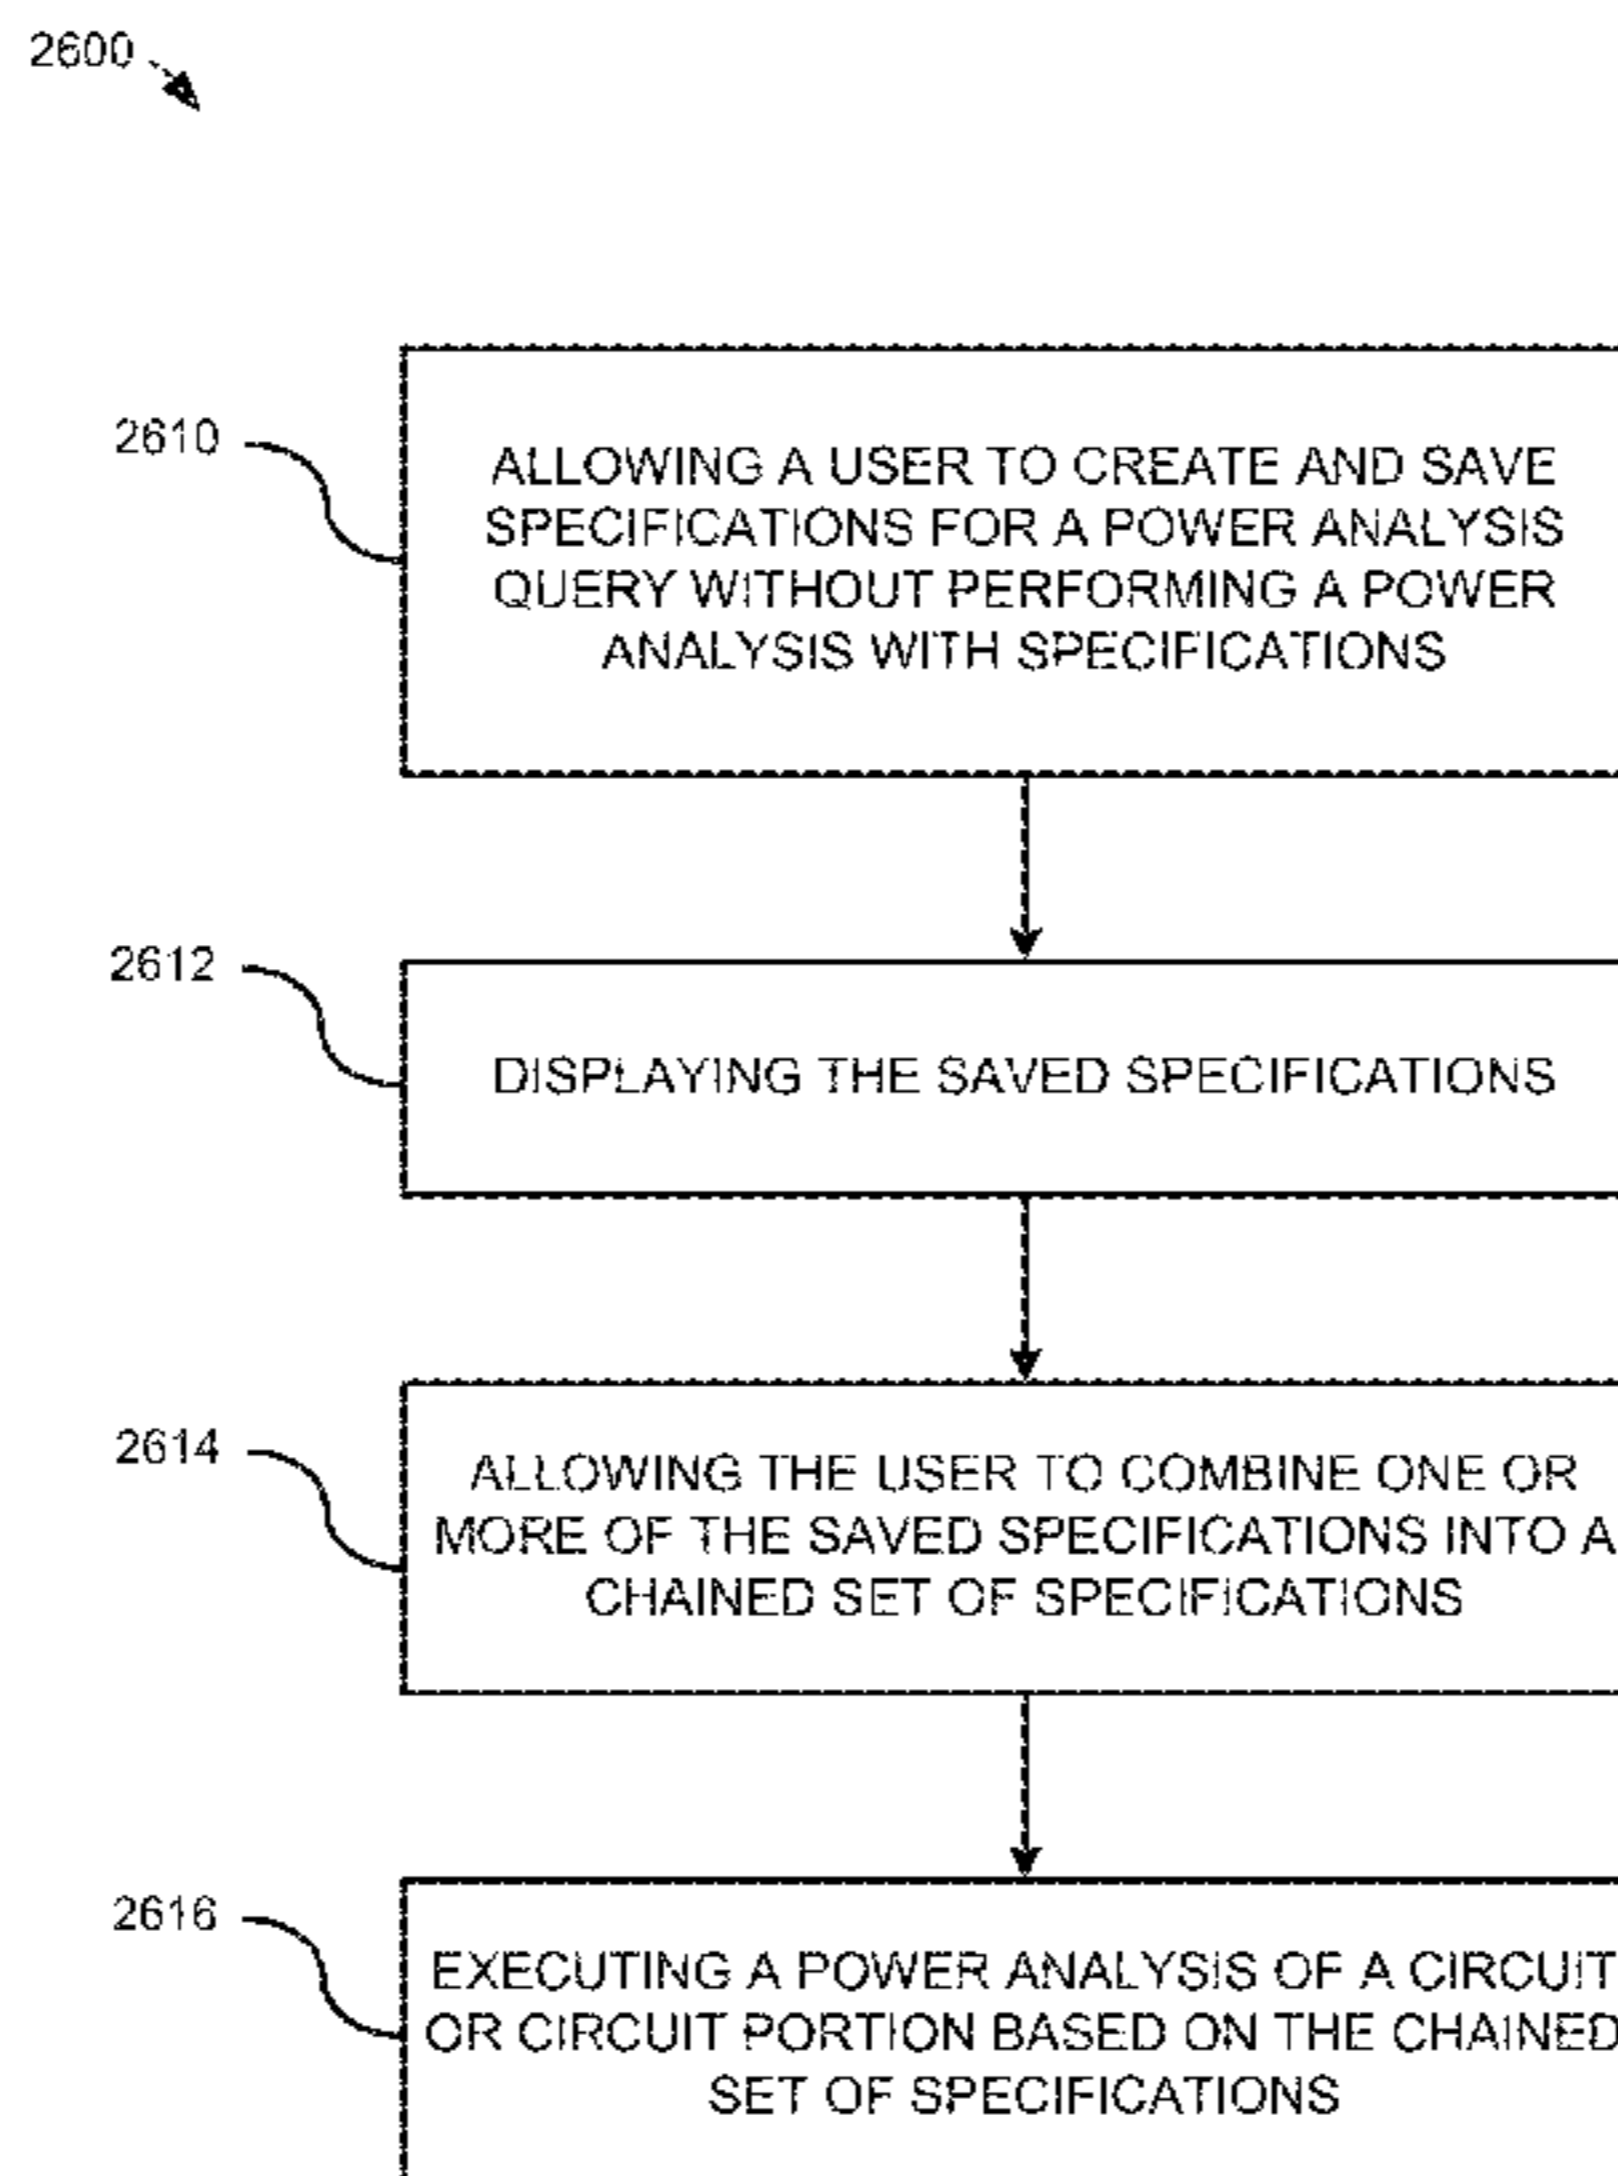 2600
2610
ALLOWING A USER TO CREATE AND SAVE
SPECIFICATIONS FOR A POWER ANALYSIS
QUERY WITHOUT PERFORMING A POWER
ANALYSIS WITH SPECIFICATIONS
2612
DISPLAYING THE SAVED SPECIFICATIONS
2614
ALLOWING THE USER TO COMBINE ONE OR
MORE OF THE SAVED SPECIFICATIONS INTO A
CHAINED SET OF SPECIFICATIONS
2616
EXECUTING A POWER ANALYSIS OF A CIRCUIT
OR CIRCUIT PORTION BASED ON THE CHAINED
SET OF SPECIFICATIONS